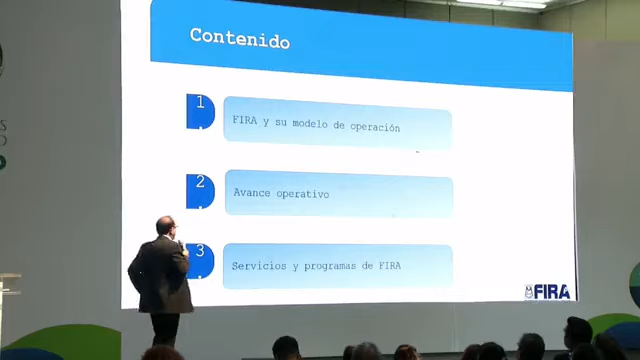 Contenido
1.
FIRA y su modelo de operación
2.
Avance operativo
3
Servicios y programas de FIRA
FIRA